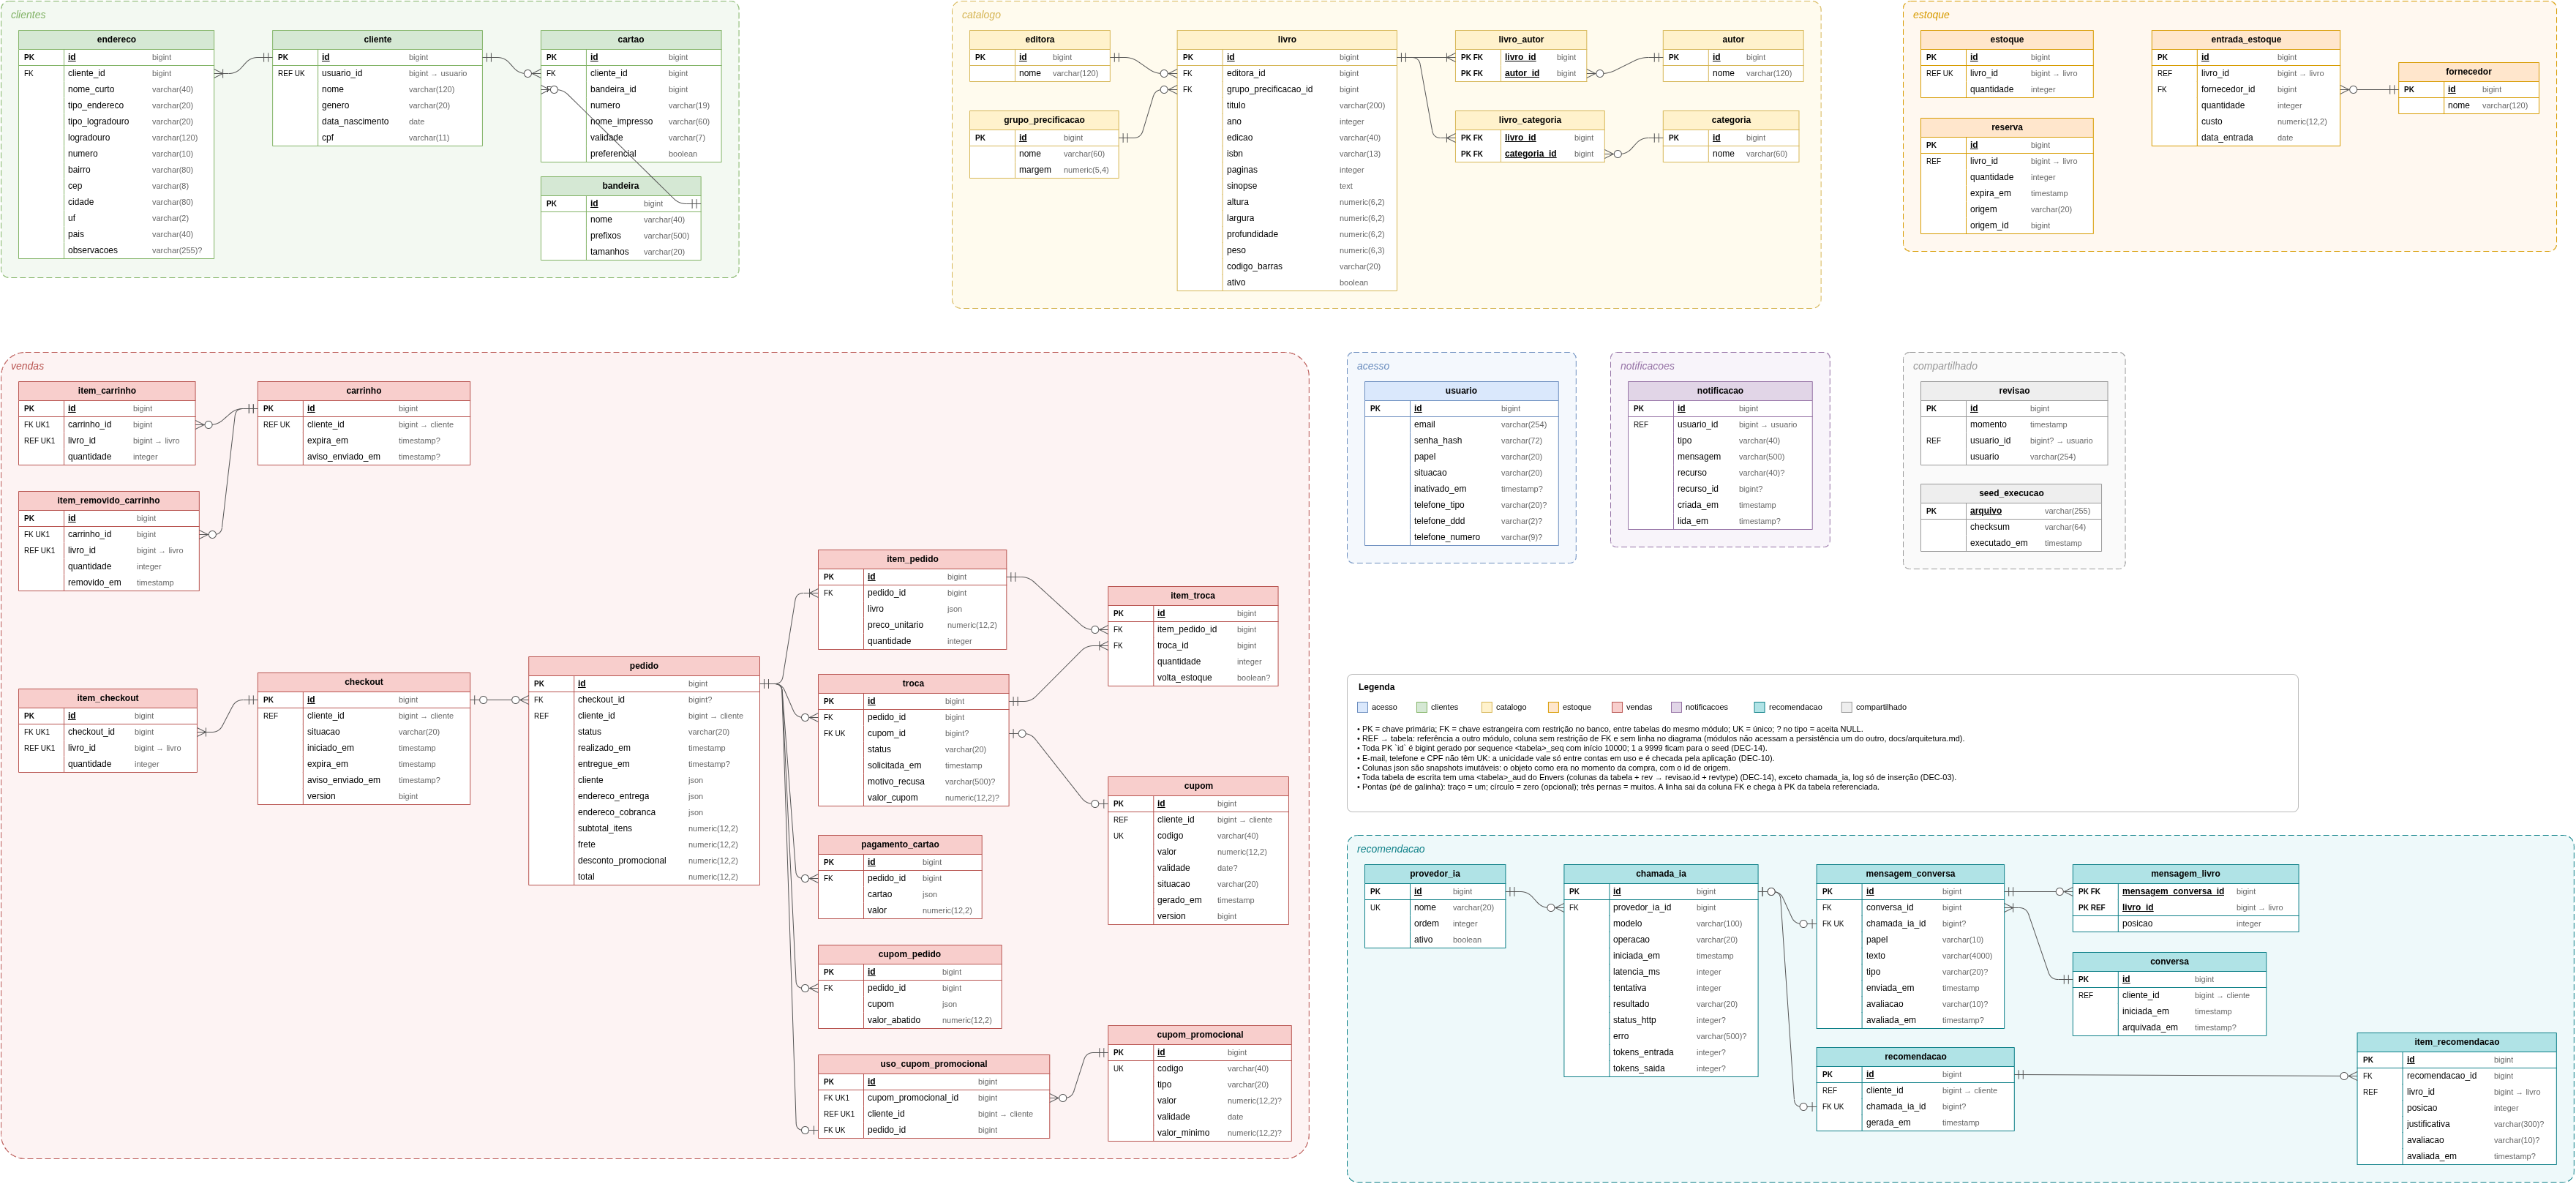 clientes
endereco
PK id bigint
FK cliente_id bigint
nome_curto varchar(40)
tipo_endereco varchar(20)
tipo_logradouro varchar(20)
logradouro varchar(120)
numero varchar(10)
bairro varchar(80)
cep varchar(8)
cidade varchar(80)
uf varchar(2)
pais varchar(40)
observacoes varchar(255)?
cliente
PK id bigint
REF UK usuario_id bigint → usuario
nome varchar(120)
genero varchar(20)
data_nascimento date
cpf varchar(11)
cartao
PK id bigint
FK cliente_id bigint
FK bandeira_id bigint
numero varchar(19)
nome_impresso varchar(60)
validade varchar(7)
preferencial boolean
bandeira
PK id bigint
nome varchar(40)
prefixos varchar(500)
tamanhos varchar(20)
catalogo
editora
PK id bigint
nome varchar(120)
grupo_precificacao
PK id bigint
nome varchar(60)
margem numeric(5,4)
livro
PK id bigint
FK editora_id bigint
FK grupo_precificacao_id bigint
titulo varchar(200)
ano integer
edicao varchar(40)
isbn varchar(13)
paginas integer
sinopse text
altura numeric(6,2)
largura numeric(6,2)
profundidade numeric(6,2)
peso numeric(6,3)
codigo_barras varchar(20)
ativo boolean
livro_autor
PK FK livro_id bigint
PK FK autor_id bigint
livro_categoria
PK FK livro_id bigint
PK FK categoria_id bigint
autor
PK id bigint
nome varchar(120)
categoria
PK id bigint
nome varchar(60)
estoque
estoque
PK id bigint
REF UK livro_id bigint → livro
quantidade integer
reserva
PK id bigint
REF livro_id bigint → livro
quantidade integer
expira_em timestamp
origem varchar(20)
origem_id bigint
entrada_estoque
PK id bigint
REF livro_id bigint → livro
FK fornecedor_id bigint
quantidade integer
custo numeric(12,2)
data_entrada date
fornecedor
PK id bigint
nome varchar(120)
vendas
item_carrinho
PK id bigint
FK UK1 carrinho_id bigint
REF UK1 livro_id bigint → livro
quantidade integer
carrinho
PK id bigint
REF UK cliente_id bigint → cliente
expira_em timestamp?
aviso_enviado_em timestamp?
item_removido_carrinho
PK id bigint
FK UK1 carrinho_id bigint
REF UK1 livro_id bigint → livro
quantidade integer
removido_em timestamp
item_checkout
PK id bigint
FK UK1 checkout_id bigint
REF UK1 livro_id bigint → livro
quantidade integer
checkout
PK id bigint
REF cliente_id bigint → cliente
situacao varchar(20)
iniciado_em timestamp
expira_em timestamp
aviso_enviado_em timestamp?
version bigint
pedido
PK id bigint
FK checkout_id bigint?
REF cliente_id bigint → cliente
status varchar(20)
realizado_em timestamp
entregue_em timestamp?
cliente json
endereco_entrega json
endereco_cobranca json
subtotal_itens numeric(12,2)
frete numeric(12,2)
desconto_promocional numeric(12,2)
total numeric(12,2)
item_pedido
PK id bigint
FK pedido_id bigint
livro json
preco_unitario numeric(12,2)
quantidade integer
troca
PK id bigint
FK pedido_id bigint
FK UK cupom_id bigint?
status varchar(20)
solicitada_em timestamp
motivo_recusa varchar(500)?
valor_cupom numeric(12,2)?
pagamento_cartao
PK id bigint
FK pedido_id bigint
cartao json
valor numeric(12,2)
cupom_pedido
PK id bigint
FK pedido_id bigint
cupom json
valor_abatido numeric(12,2)
uso_cupom_promocional
PK id bigint
FK UK1 cupom_promocional_id bigint
REF UK1 cliente_id bigint → cliente
FK UK pedido_id bigint
item_troca
PK id bigint
FK item_pedido_id bigint
FK troca_id bigint
quantidade integer
volta_estoque boolean?
cupom
PK id bigint
REF cliente_id bigint → cliente
UK codigo varchar(40)
valor numeric(12,2)
validade date?
situacao varchar(20)
gerado_em timestamp
version bigint
cupom_promocional
PK id bigint
UK codigo varchar(40)
tipo varchar(20)
valor numeric(12,2)?
validade date
valor_minimo numeric(12,2)?
acesso
usuario
PK id bigint
email varchar(254)
senha_hash varchar(72)
papel varchar(20)
situacao varchar(20)
inativado_em timestamp?
telefone_tipo varchar(20)?
telefone_ddd varchar(2)?
telefone_numero varchar(9)?
notificacoes
notificacao
PK id bigint
REF usuario_id bigint → usuario
tipo varchar(40)
mensagem varchar(500)
recurso varchar(40)?
recurso_id bigint?
criada_em timestamp
lida_em timestamp?
compartilhado
revisao
PK id bigint
momento timestamp
REF usuario_id bigint? → usuario
usuario varchar(254)
seed_execucao
PK arquivo varchar(255)
checksum varchar(64)
executado_em timestamp
Legenda
acesso clientes catalogo estoque vendas notificacoes recomendacao compartilhado
• PK = chave primária; FK = chave estrangeira com restrição no banco, entre tabelas do mesmo módulo; UK = único; ? no tipo = aceita NULL.
• REF → tabela: referência a outro módulo, coluna sem restrição de FK e sem linha no diagrama (módulos não acessam a persistência um do outro, docs/arquitetura.md).
• Toda PK `id` é bigint gerado por sequence <tabela>_seq com início 10000; 1 a 9999 ficam para o seed (DEC-14).
• E-mail, telefone e CPF não têm UK: a unicidade vale só entre contas em uso e é checada pela aplicação (DEC-10).
• Colunas json são snapshots imutáveis: o objeto como era no momento da compra, com o id de origem.
• Toda tabela de escrita tem uma <tabela>_aud do Envers (colunas da tabela + rev → revisao.id + revtype) (DEC-14), exceto chamada_ia, log só de inserção (DEC-03).
• Pontas (pé de galinha): traço = um; círculo = zero (opcional); três pernas = muitos. A linha sai da coluna FK e chega à PK da tabela referenciada.
recomendacao
provedor_ia
PK id bigint
UK nome varchar(20)
ordem integer
ativo boolean
chamada_ia
PK id bigint
FK provedor_ia_id bigint
modelo varchar(100)
operacao varchar(20)
iniciada_em timestamp
latencia_ms integer
tentativa integer
resultado varchar(20)
status_http integer?
erro varchar(500)?
tokens_entrada integer?
tokens_saida integer?
mensagem_conversa
PK id bigint
FK conversa_id bigint
FK UK chamada_ia_id bigint?
papel varchar(10)
texto varchar(4000)
tipo varchar(20)?
enviada_em timestamp
avaliacao varchar(10)?
avaliada_em timestamp?
recomendacao
PK id bigint
REF cliente_id bigint → cliente
FK UK chamada_ia_id bigint?
gerada_em timestamp
mensagem_livro
PK FK mensagem_conversa_id bigint
PK REF livro_id bigint → livro
posicao integer
conversa
PK id bigint
REF cliente_id bigint → cliente
iniciada_em timestamp
arquivada_em timestamp?
item_recomendacao
PK id bigint
FK recomendacao_id bigint
REF livro_id bigint → livro
posicao integer
justificativa varchar(300)?
avaliacao varchar(10)?
avaliada_em timestamp?